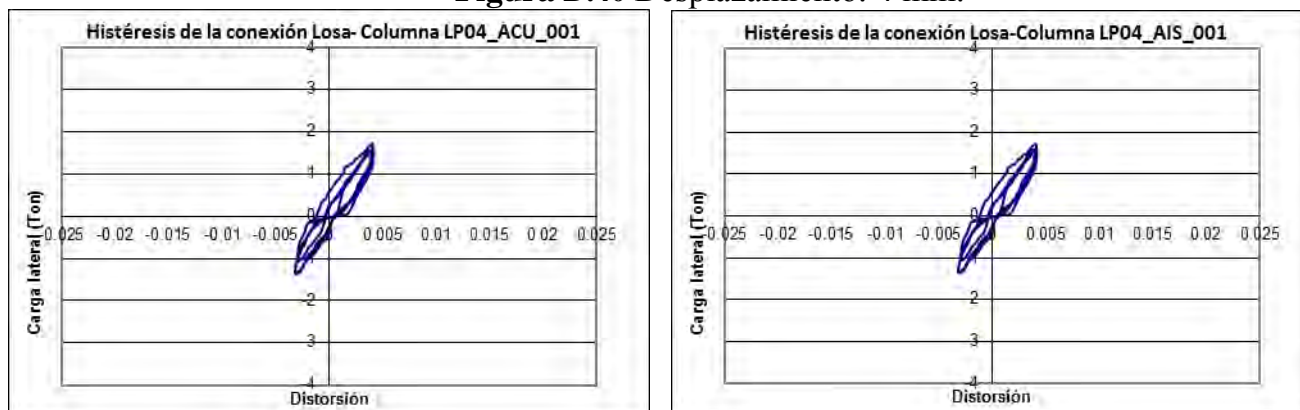 Figura Desplazamiento: 4 mm.
Histéresis de la conexión Losa- Columna LP04_ACU_001
4
3
2
1
0
-0.025 -0.02 -0.015 -0.01 -0.005 0.005 0.01 0.015 0.02 0.025
-1
-2
-3
-4
Carga lateral (Ton)
Distorsión
Histéresis de la conexión Losa-Columna LP04_AIS_001
4
3
2
1
0
-0.025 -0.02 -0.015 -0.01 -0.005 0.005 0.01 0.015 0.02 0.025
-1
-2
-3
-4
Carga lateral (Ton)
Distorsión